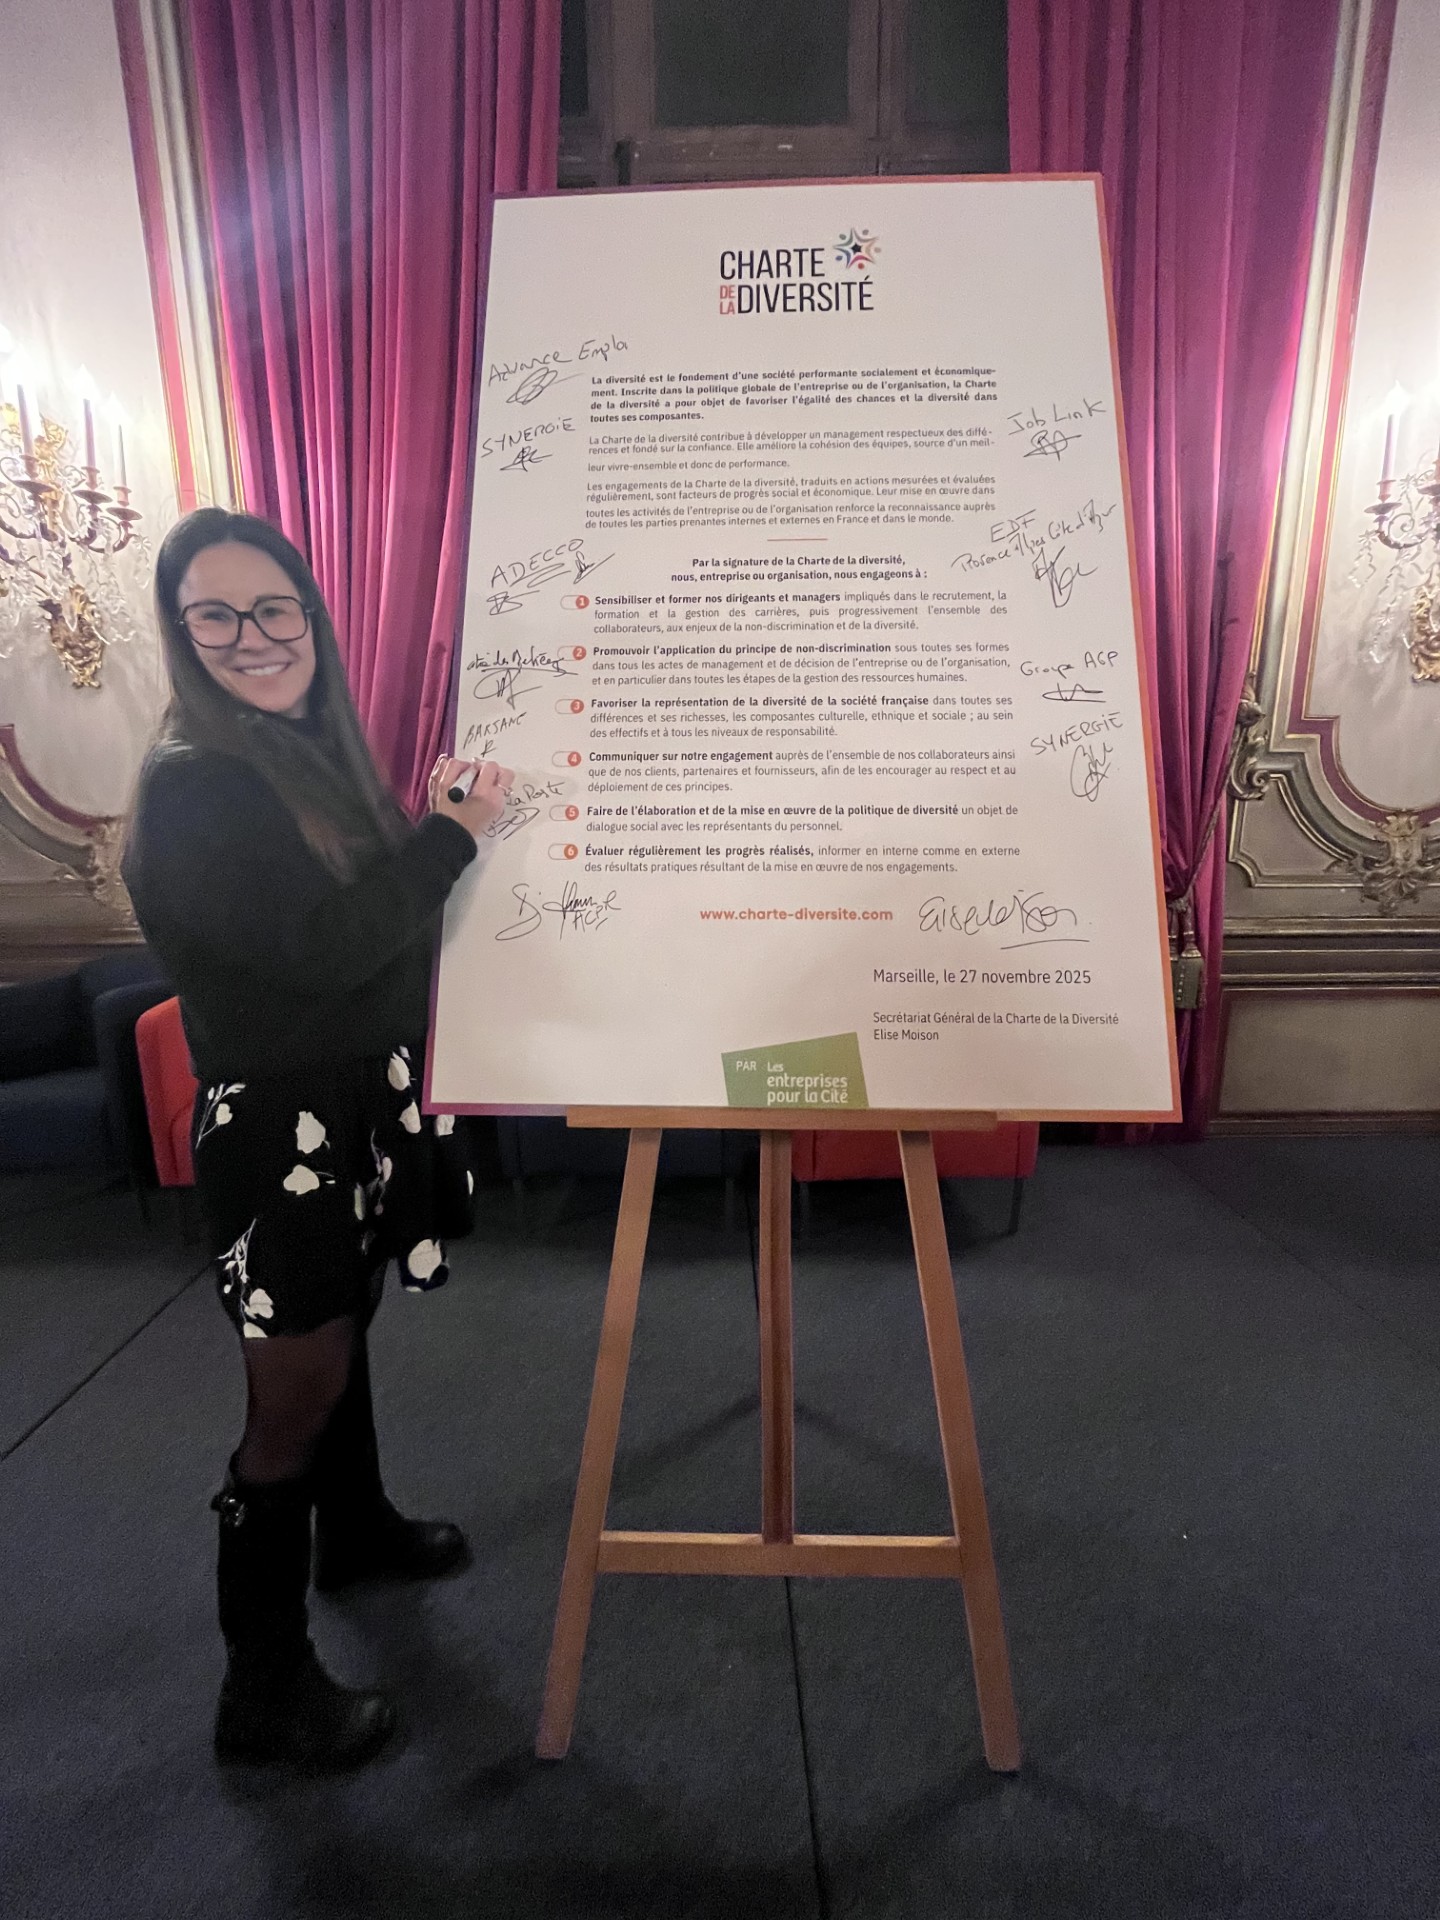 CHARTE
DE LA DIVERSITÉ
Advance Emploi
La diversité est le fondement d'une société performante socialement et économique-
ment. Inscrite dans la politique globale de l'entreprise ou de l'organisation, la Charte
de la diversité a pour objet de favoriser l'égalité des chances et la diversité dans
toutes ses composantes.
SYNERGIE
Job Link
La Charte de la diversité contribue à développer un management respectueux des diffé-
rences et fondé sur la confiance. Elle améliore la cohésion des équipes, source d'un meil-
leur vivre-ensemble et donc de performance.
Les engagements de la Charte de la diversité, traduits en actions mesurées et évaluées
régulièrement, sont facteurs de progrès social et économique. Leur mise en œuvre dans
toutes les activités de l'entreprise ou de l'organisation renforce la reconnaissance auprès
de toutes les parties prenantes internes et externes en France et dans le monde.
EDF
Provence Alpes Côte d'Azur
ADECCO
Par la signature de la Charte de la diversité,
nous, entreprise ou organisation, nous engageons à :
1 Sensibiliser et former nos dirigeants et managers impliqués dans le recrutement, la
formation et la gestion des carrières, puis progressivement l'ensemble des
collaborateurs, aux enjeux de la non-discrimination et de la diversité.
2 Promouvoir l'application du principe de non-discrimination sous toutes ses formes
dans tous les actes de management et de décision de l'entreprise ou de l'organisation,
et en particulier dans toutes les étapes de la gestion des ressources humaines.
Groupe AGP
3 Favoriser la représentation de la diversité de la société française dans toutes ses
différences et ses richesses, les composantes culturelle, ethnique et sociale ; au sein
des effectifs et à tous les niveaux de responsabilité.
SYNERGIE
4 Communiquer sur notre engagement auprès de l'ensemble de nos collaborateurs ainsi
que de nos clients, partenaires et fournisseurs, afin de les encourager au respect et au
déploiement de ces principes.
La Poste
5 Faire de l'élaboration et de la mise en œuvre de la politique de diversité un objet de
dialogue social avec les représentants du personnel.
6 Évaluer régulièrement les progrès réalisés, informer en interne comme en externe
des résultats pratiques résultant de la mise en œuvre de nos engagements.
www.charte-diversite.com
Marseille, le 27 novembre 2025
Secrétariat Général de la Charte de la Diversité
Elise Moison
PAR Les
entreprises
pour la Cité